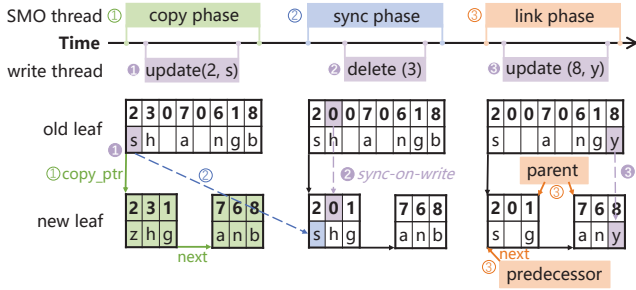 SMO thread ① copy phase ② sync phase ③ link phase
Time
write thread ❶ update(2, s) ❷ delete (3) ❸ update (8, y)
old leaf 2 3 0 7 0 6 1 8 2 0 0 7 0 6 1 8 2 0 0 7 0 6 1 8
s h a n g b s h a n g b s a n g y
❶ ②
① copy_ptr ❷ sync-on-write parent ❸
③
new leaf 2 3 1 7 6 8 2 0 1 7 6 8 2 0 1 7 6 8
z h g a n b s h g a n b s g a n y
next next
③ predecessor